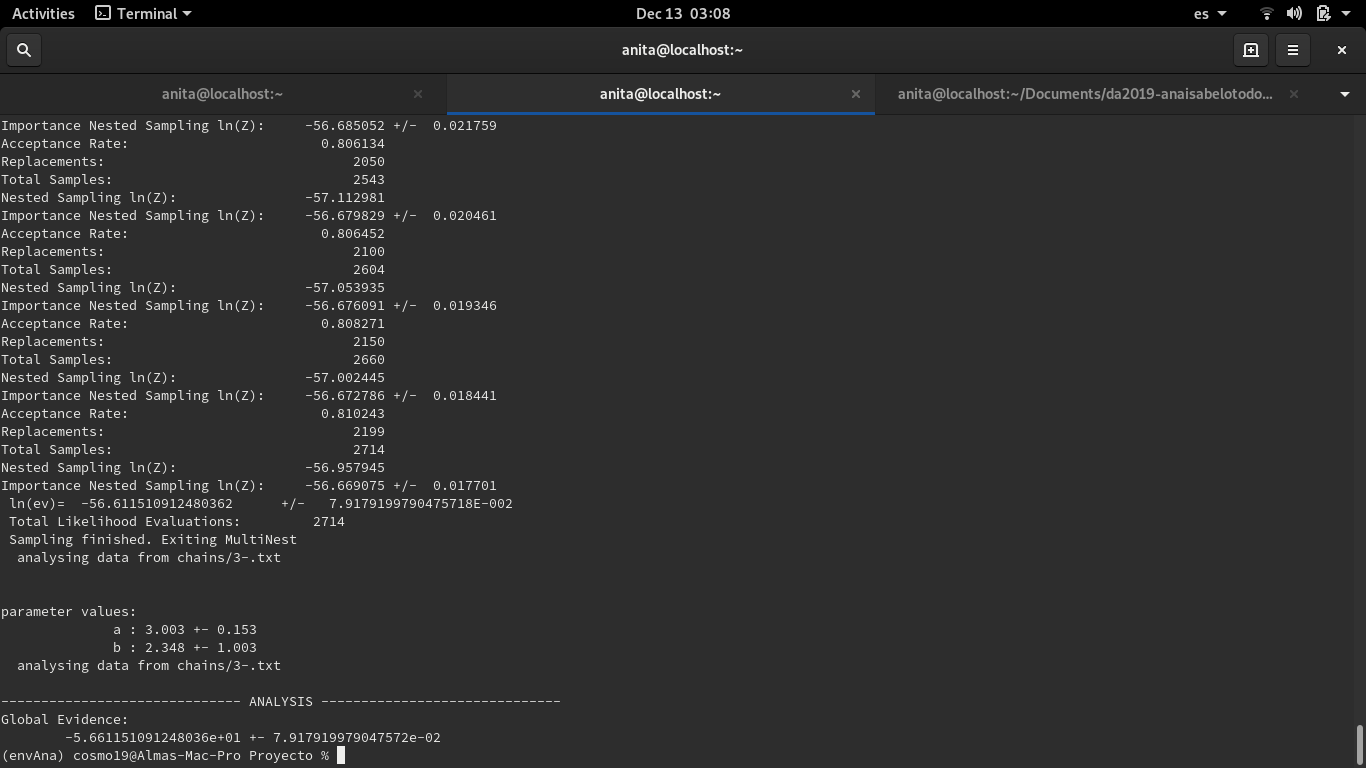 Activities Terminal Dec 13 03:08 es
anita@localhost:~
anita@localhost:~ anita@localhost:~ anita@localhost:~/Documents/da2019-anaisabelotodo...
Importance Nested Sampling ln(Z): -56.685052 +/- 0.021759
Acceptance Rate: 0.806134
Replacements: 2050
Total Samples: 2543
Nested Sampling ln(Z): -57.112981
Importance Nested Sampling ln(Z): -56.679829 +/- 0.020461
Acceptance Rate: 0.806452
Replacements: 2100
Total Samples: 2604
Nested Sampling ln(Z): -57.053935
Importance Nested Sampling ln(Z): -56.676091 +/- 0.019346
Acceptance Rate: 0.808271
Replacements: 2150
Total Samples: 2660
Nested Sampling ln(Z): -57.002445
Importance Nested Sampling ln(Z): -56.672786 +/- 0.018441
Acceptance Rate: 0.810243
Replacements: 2199
Total Samples: 2714
Nested Sampling ln(Z): -56.957945
Importance Nested Sampling ln(Z): -56.669075 +/- 0.017701
ln(ev)= -56.611510912480362 +/- 7.9179199790475718E-002
Total Likelihood Evaluations: 2714
Sampling finished. Exiting MultiNest
analysing data from chains/3-.txt
parameter values:
a : 3.003 +- 0.153
b : 2.348 +- 1.003
analysing data from chains/3-.txt
------------------------------ ANALYSIS ------------------------------
Global Evidence:
-5.661151091248036e+01 +- 7.917919979047572e-02
(envAna) cosmo19@Almas-Mac-Pro Proyecto %